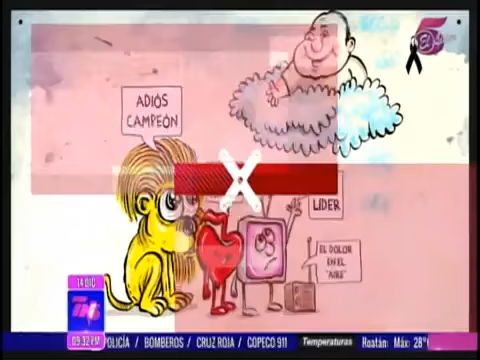 ADIÓS
CAMPEÓN
LIDER
EL DOLOR
EN EL
"AIRE"
14 DIC
09:32 PM
POLICÍA / BOMBEROS / CRUZ ROJA / COPECO 911 Temperaturas Roatán: Máx: 28°